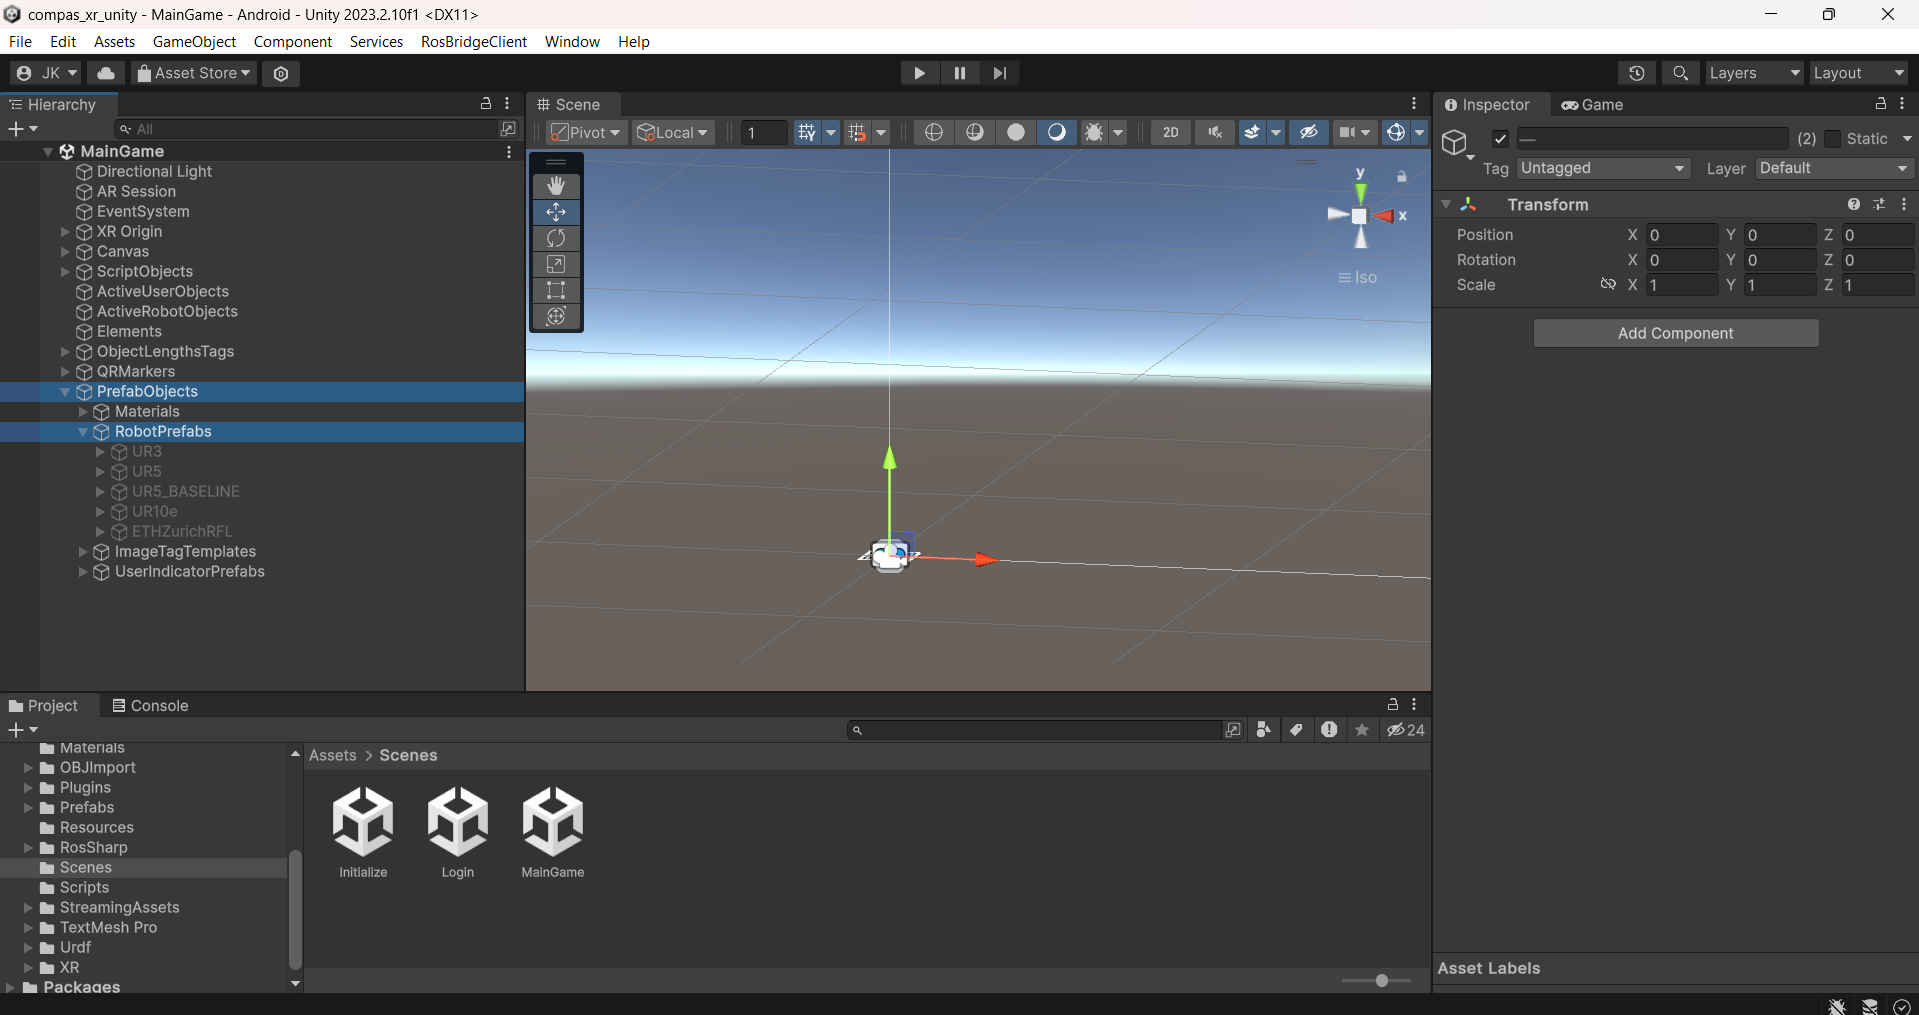 compas_xr_unity - MainGame - Android - Unity 2023.2.10f1 <DX11>
File Edit Assets GameObject Component Services RosBridgeClient Window Help
JK Asset Store Layers Layout
Hierarchy
All
MainGame
Directional Light
AR Session
EventSystem
XR Origin
Canvas
ScriptObjects
ActiveUserObjects
ActiveRobotObjects
Elements
ObjectLengthsTags
QRMarkers
PrefabObjects
Materials
RobotPrefabs
UR3
UR5
UR5_BASELINE
UR10e
ETHZurichRFL
ImageTagTemplates
UserIndicatorPrefabs
Scene
Pivot Local 1 2D
y
x
Iso
Inspector Game
— (2) Static
Tag Untagged Layer Default
Transform
Position X 0 Y 0 Z 0
Rotation X 0 Y 0 Z 0
Scale X 1 Y 1 Z 1
Add Component
Project Console
24
Materials
OBJImport
Plugins
Prefabs
Resources
RosSharp
Scenes
Scripts
StreamingAssets
TextMesh Pro
Urdf
XR
Packages
Assets > Scenes
Initialize Login MainGame
Asset Labels